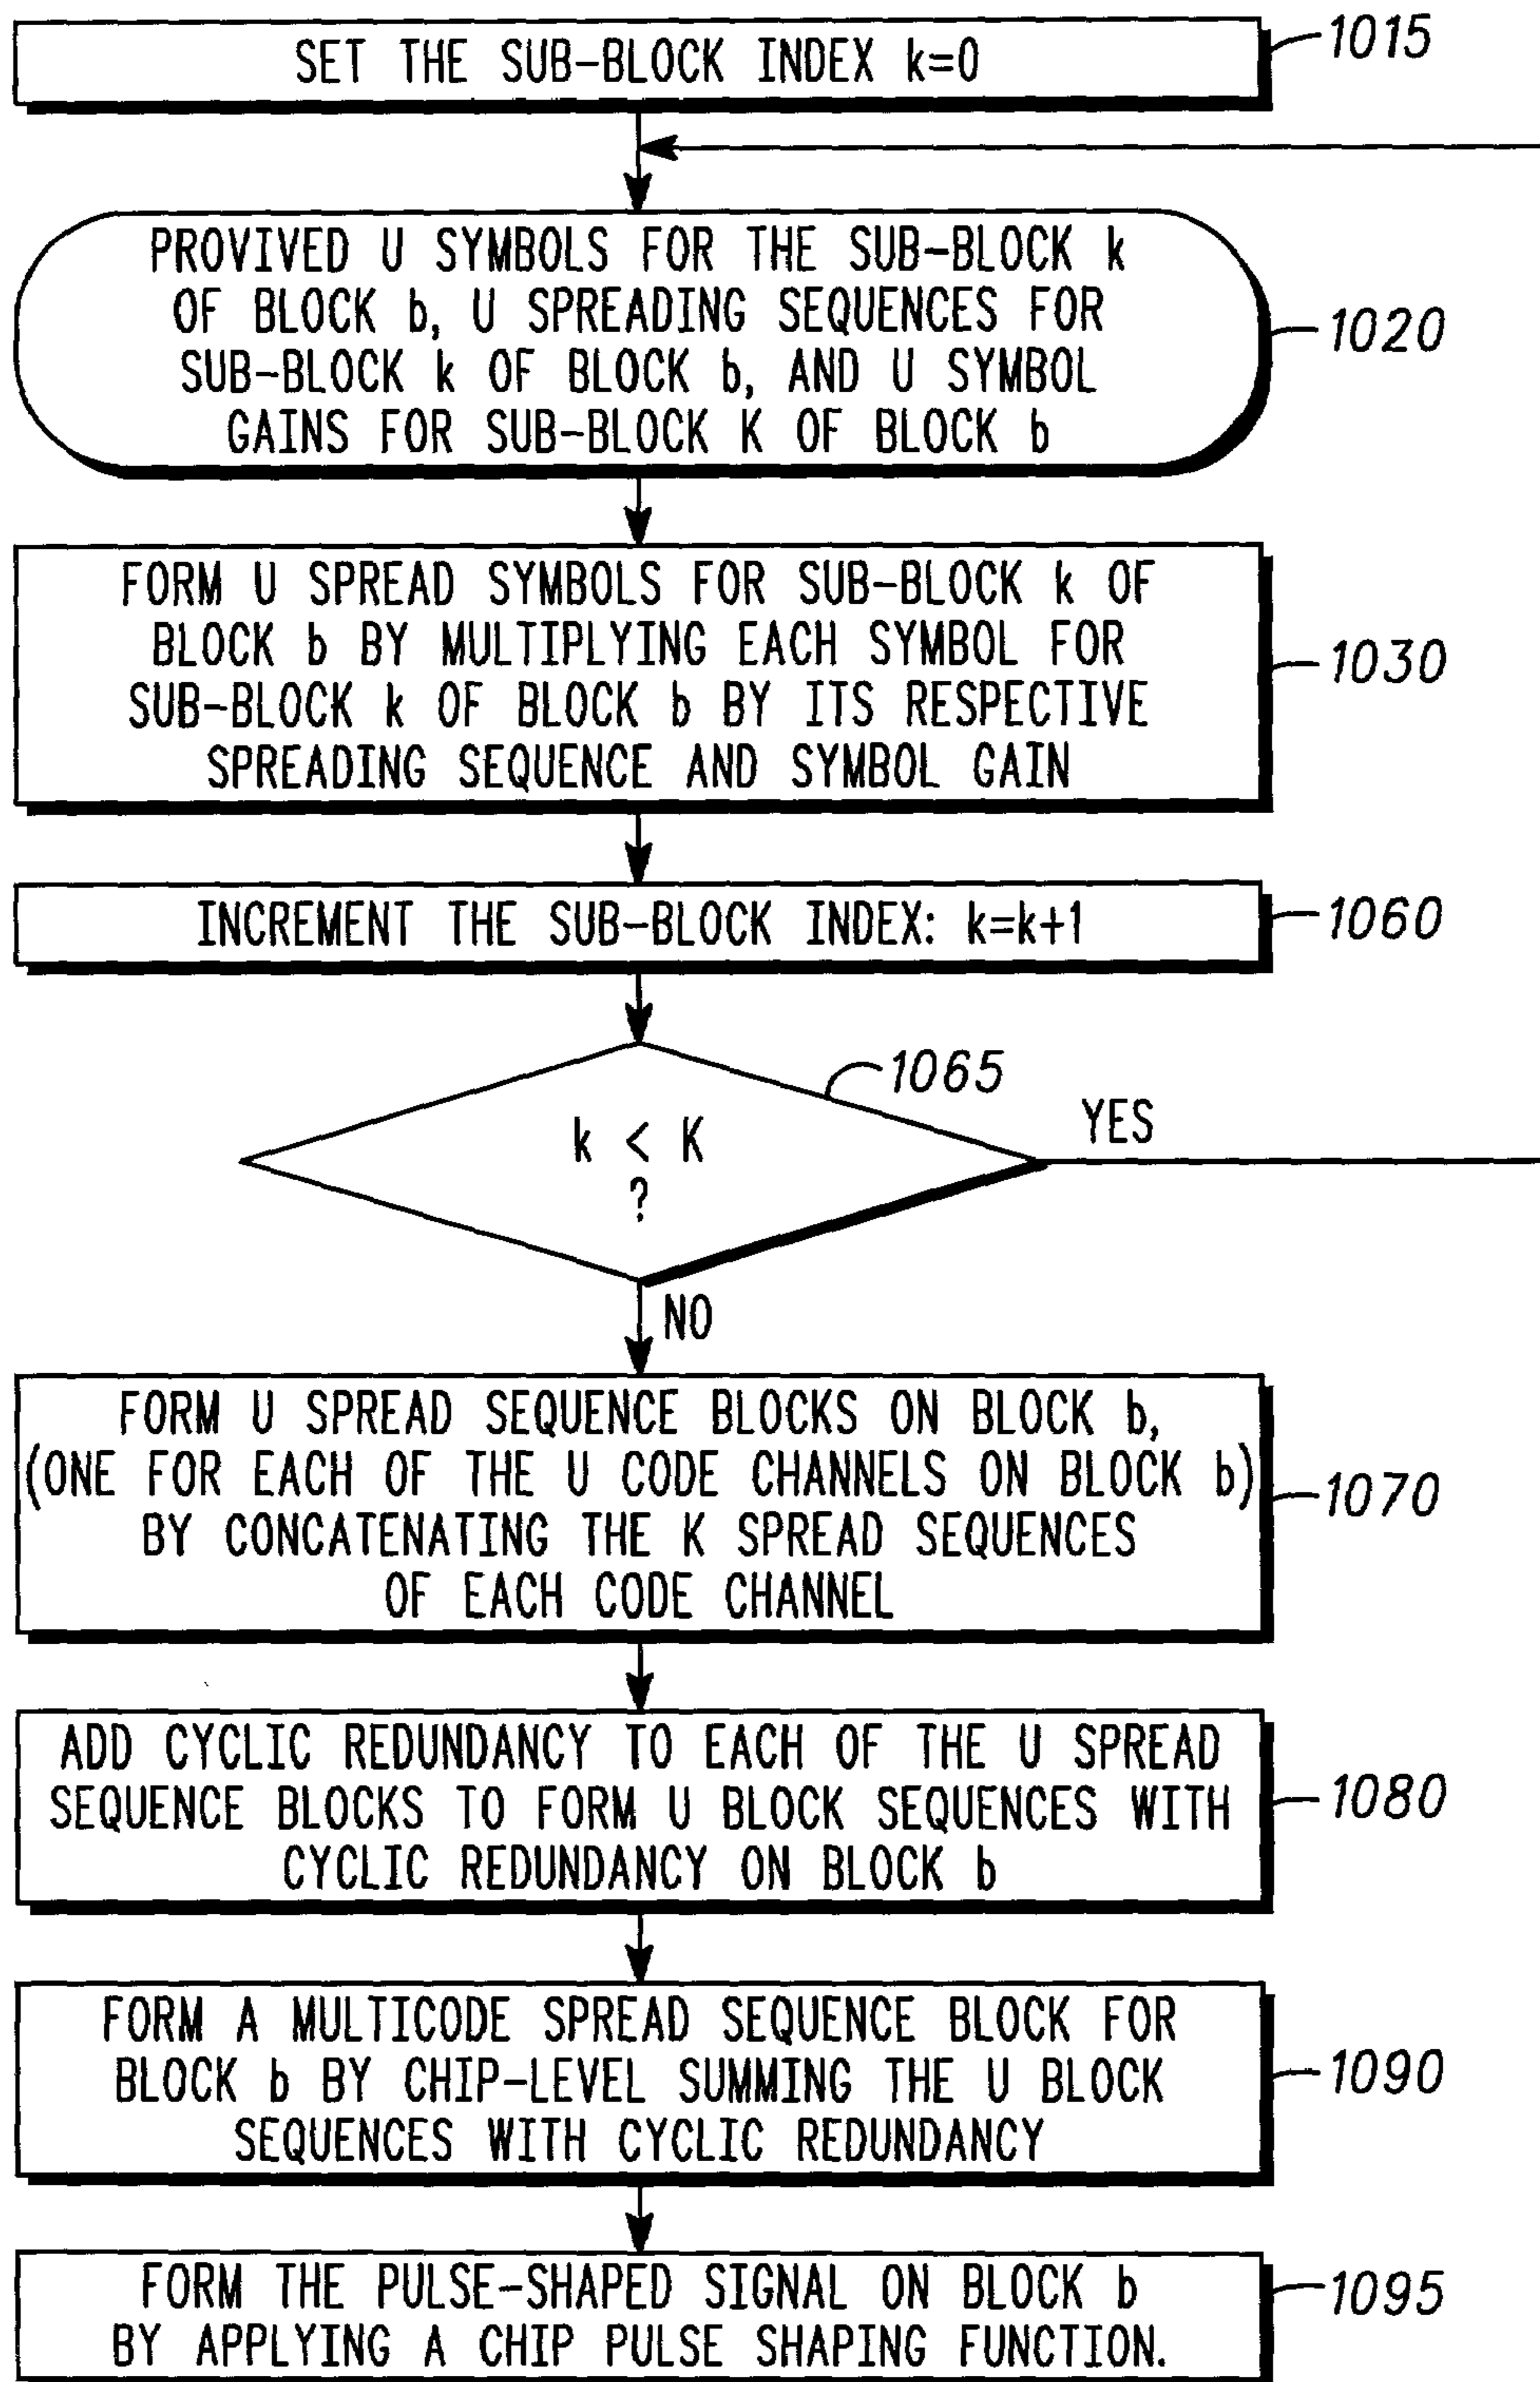 SET THE SUB-BLOCK INDEX k=0
1015
PROVIVED U SYMBOLS FOR THE SUB-BLOCK k
OF BLOCK b, U SPREADING SEQUENCES FOR
SUB-BLOCK k OF BLOCK b, AND U SYMBOL
GAINS FOR SUB-BLOCK K OF BLOCK b
1020
FORM U SPREAD SYMBOLS FOR SUB-BLOCK k OF
BLOCK b BY MULTIPLYING EACH SYMBOL FOR
SUB-BLOCK k OF BLOCK b BY ITS RESPECTIVE
SPREADING SEQUENCE AND SYMBOL GAIN
1030
INCREMENT THE SUB-BLOCK INDEX: k=k+1
1060
1065
k < K
?
YES
NO
FORM U SPREAD SEQUENCE BLOCKS ON BLOCK b,
(ONE FOR EACH OF THE U CODE CHANNELS ON BLOCK b)
BY CONCATENATING THE K SPREAD SEQUENCES
OF EACH CODE CHANNEL
1070
ADD CYCLIC REDUNDANCY TO EACH OF THE U SPREAD
SEQUENCE BLOCKS TO FORM U BLOCK SEQUENCES WITH
CYCLIC REDUNDANCY ON BLOCK b
1080
FORM A MULTICODE SPREAD SEQUENCE BLOCK FOR
BLOCK b BY CHIP-LEVEL SUMMING THE U BLOCK
SEQUENCES WITH CYCLIC REDUNDANCY
1090
FORM THE PULSE-SHAPED SIGNAL ON BLOCK b
BY APPLYING A CHIP PULSE SHAPING FUNCTION.
1095